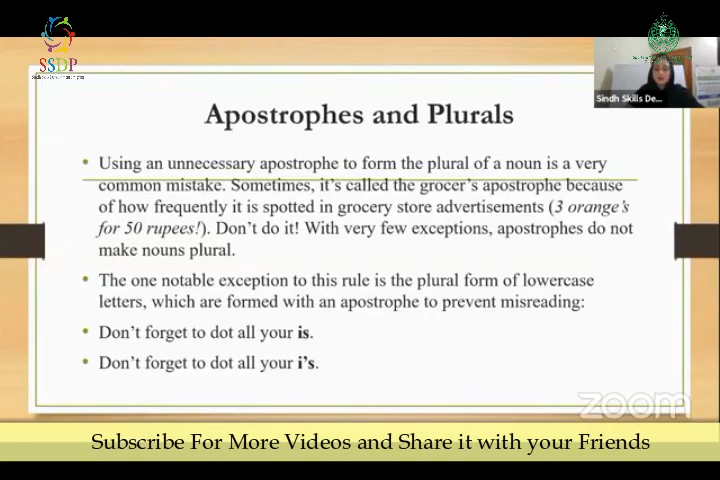 SSDP
Apostrophes and Plurals
Sindh Skills De...
• Using an unnecessary apostrophe to form the plural of a noun is a very
common mistake. Sometimes, it’s called the grocer’s apostrophe because
of how frequently it is spotted in grocery store advertisements (3 orange’s
for 50 rupees!). Don’t do it! With very few exceptions, apostrophes do not
make nouns plural.
• The one notable exception to this rule is the plural form of lowercase
letters, which are formed with an apostrophe to prevent misreading:
• Don’t forget to dot all your is.
• Don’t forget to dot all your i’s.
zoom
Subscribe For More Videos and Share it with your Friends